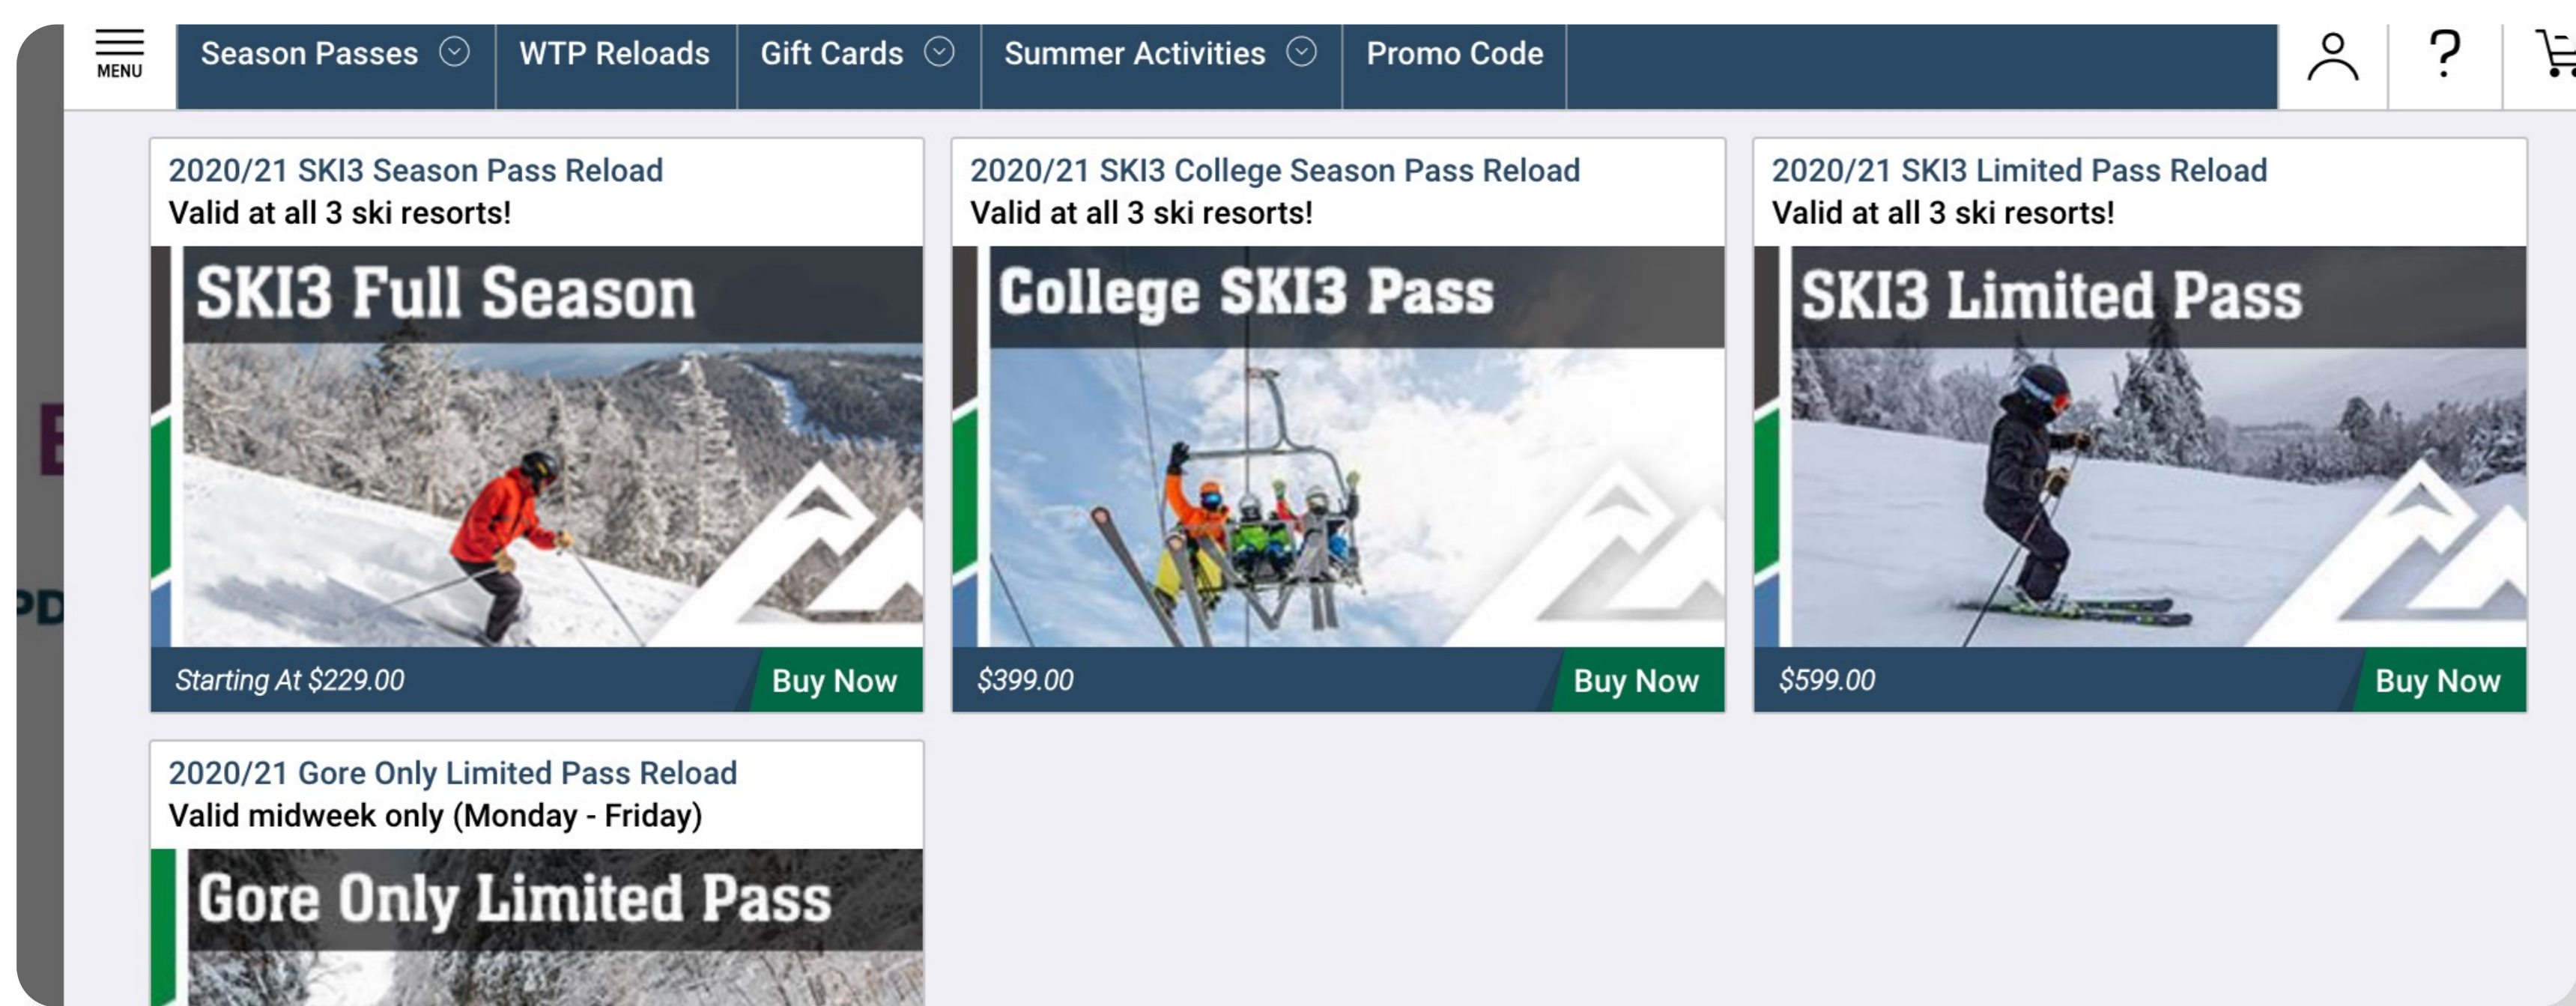 MENU
Season Passes
WTP Reloads
Gift Cards
Summer Activities
Promo Code
?
2020/21 SKI3 Season Pass Reload
Valid at all 3 ski resorts!
SKI3 Full Season
Starting At $229.00
Buy Now
2020/21 SKI3 College Season Pass Reload
Valid at all 3 ski resorts!
College SKI3 Pass
$399.00
Buy Now
2020/21 SKI3 Limited Pass Reload
Valid at all 3 ski resorts!
SKI3 Limited Pass
$599.00
Buy Now
2020/21 Gore Only Limited Pass Reload
Valid midweek only (Monday - Friday)
Gore Only Limited Pass